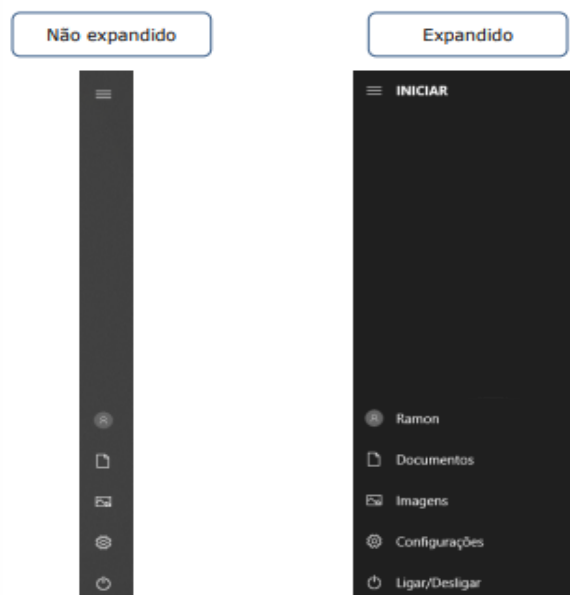 Não expandido
Expandido
INICIAR
Ramon
Documentos
Imagens
Configurações
Ligar/Desligar